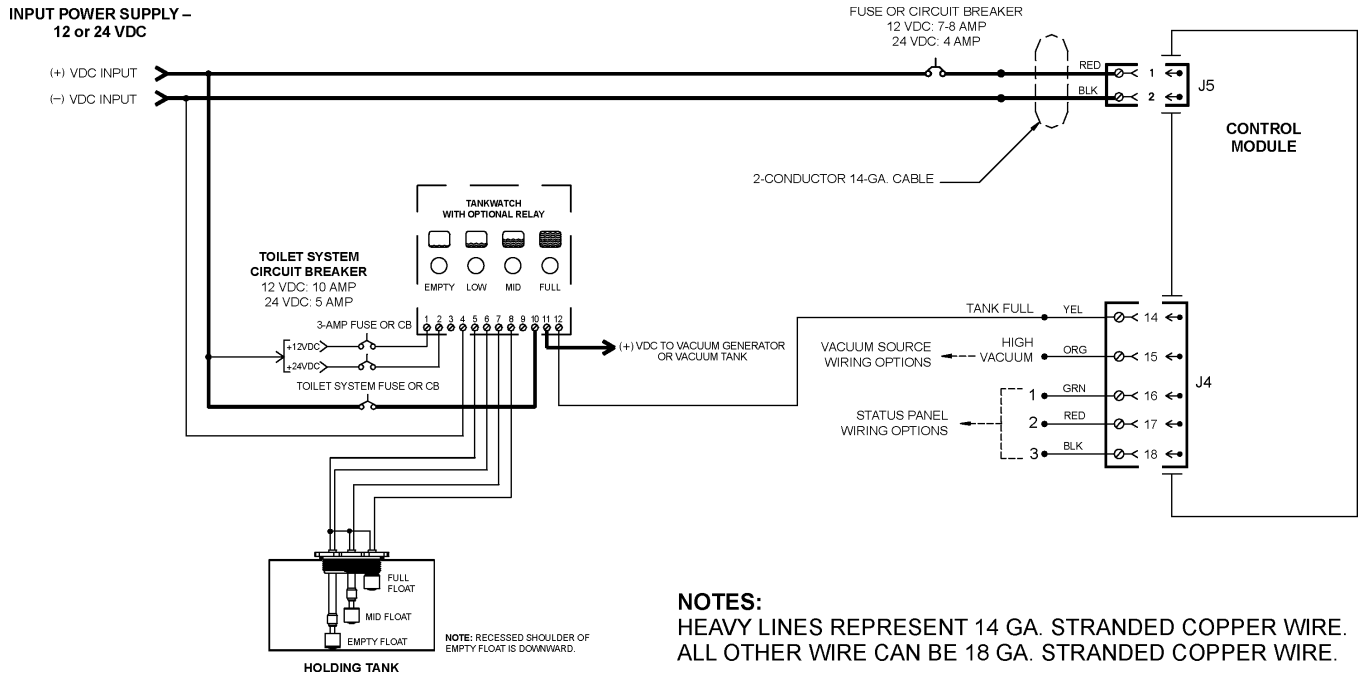 INPUT POWER SUPPLY –
12 or 24 VDC
(+) VDC INPUT
(–) VDC INPUT
FUSE OR CIRCUIT BREAKER
12 VDC: 7-8 AMP
24 VDC: 4 AMP
RED
1
BLK
2
J5
CONTROL
MODULE
2-CONDUCTOR 14-GA. CABLE
TANKWATCH
WITH OPTIONAL RELAY
EMPTY LOW MID FULL
1 2 3 4 5 6 7 8 9 10 11 12
TOILET SYSTEM
CIRCUIT BREAKER
12 VDC: 10 AMP
24 VDC: 5 AMP
3-AMP FUSE OR CB
+12VDC
+24VDC
TOILET SYSTEM FUSE OR CB
(+) VDC TO VACUUM GENERATOR
OR VACUUM TANK
TANK FULL
YEL
14
VACUUM SOURCE
WIRING OPTIONS
HIGH
VACUUM
ORG
15
J4
STATUS PANEL
WIRING OPTIONS
1
GRN
16
2
RED
17
3
BLK
18
FULL
FLOAT
MID FLOAT
EMPTY FLOAT
HOLDING TANK
NOTE: RECESSED SHOULDER OF
EMPTY FLOAT IS DOWNWARD.
NOTES:
HEAVY LINES REPRESENT 14 GA. STRANDED COPPER WIRE.
ALL OTHER WIRE CAN BE 18 GA. STRANDED COPPER WIRE.